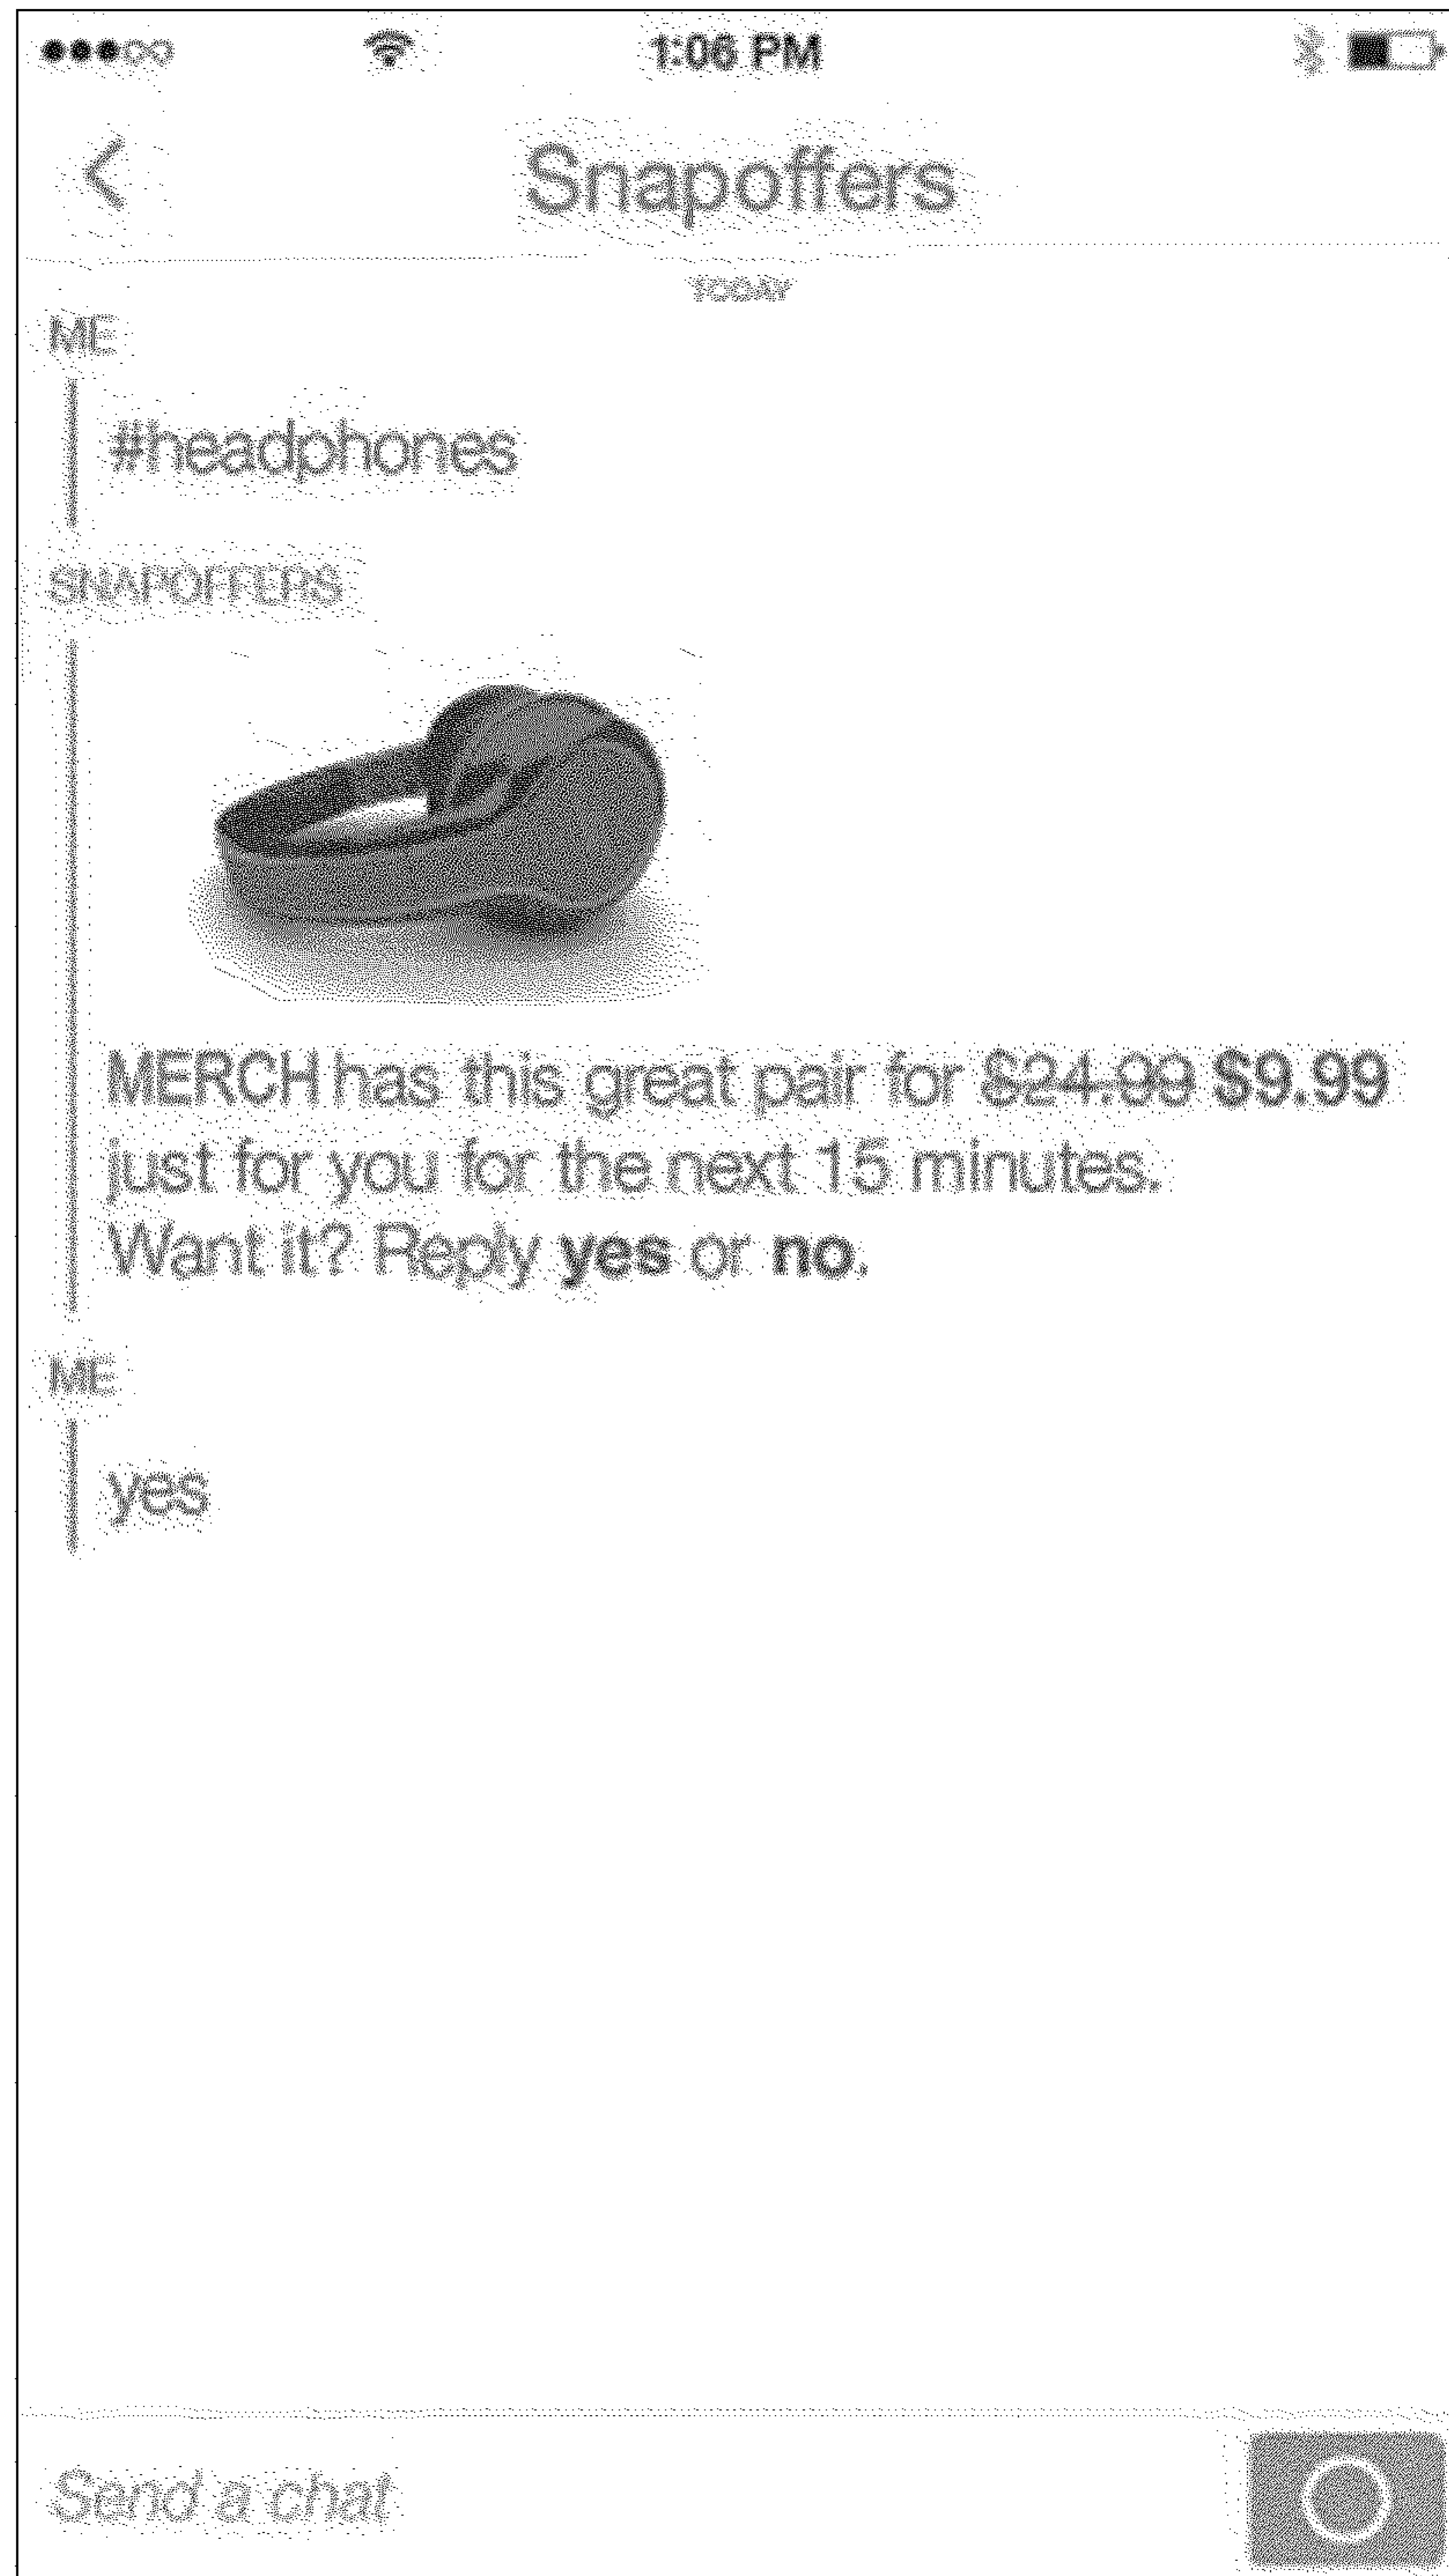 1:06 PM
Snapoffers
TODAY
ME
#headphones
SNAPOFFERS
MERCH has this great pair for $24.99 $9.99
just for you for the next 15 minutes.
Want it? Reply yes or no.
ME
yes
Send a chat